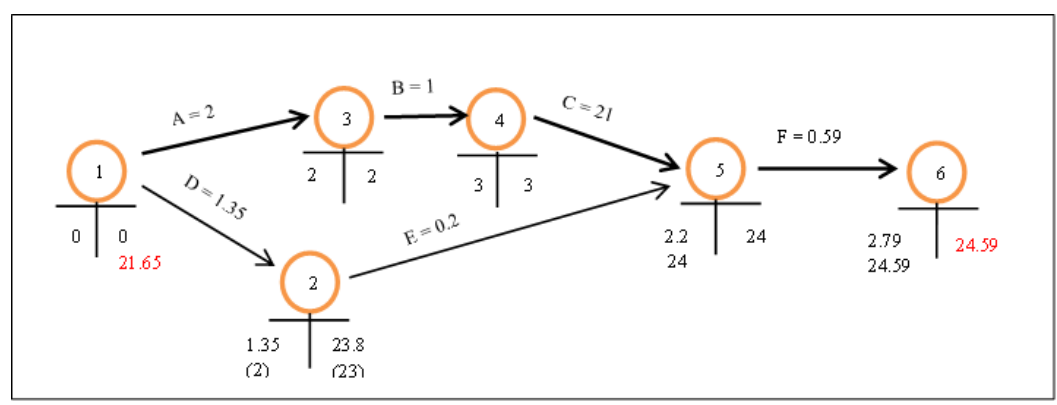 A = 2
B = 1
C = 21
D = 1.35
E = 0.2
F = 0.59
1
0 0
21.65
3
2 2
4
3 3
2
1.35 23.8
(2) (23)
5
2.2 24
24
6
2.79 24.59
24.59